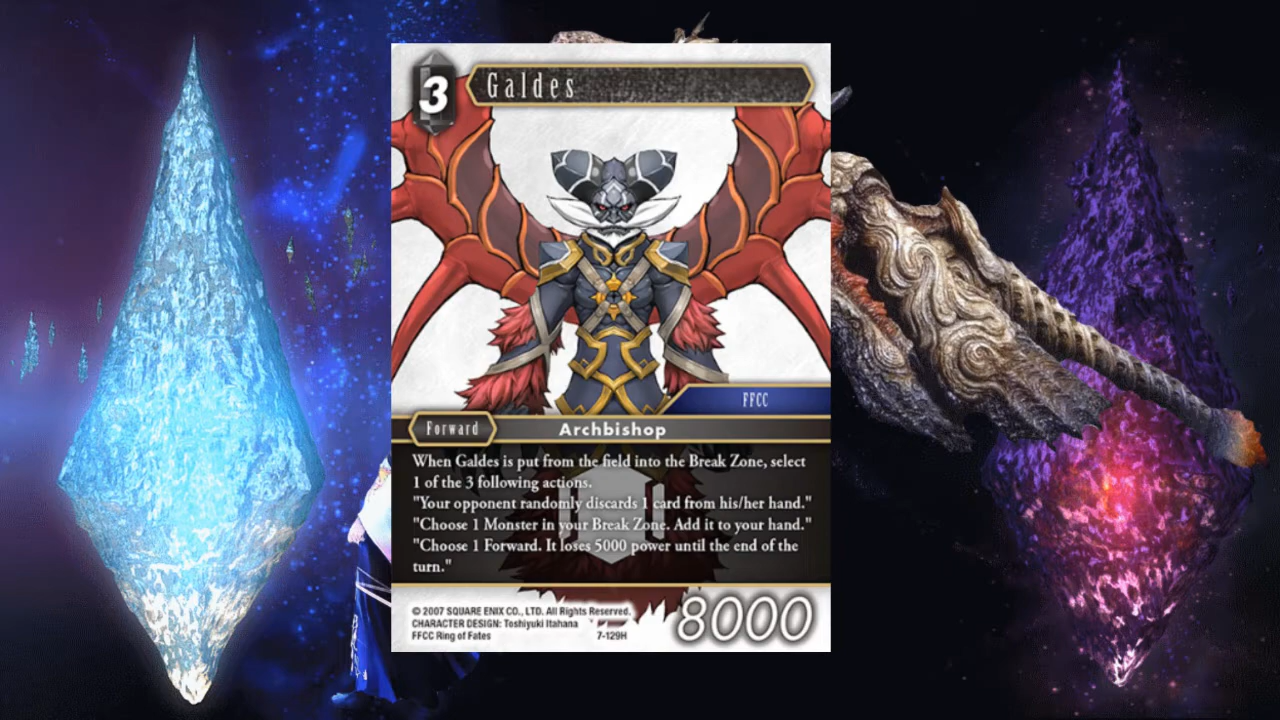 3
Galdes
FFCC
Forward
Archbishop
When Galdes is put from the field into the Break Zone, select
1 of the 3 following actions.
"Your opponent randomly discards 1 card from his/her hand."
"Choose 1 Monster in your Break Zone. Add it to your hand."
"Choose 1 Forward. It loses 5000 power until the end of the
turn."
© 2007 SQUARE ENIX CO., LTD. All Rights Reserved.
CHARACTER DESIGN: Toshiyuki Itahana
FFCC Ring of Fates
7-129H
8000